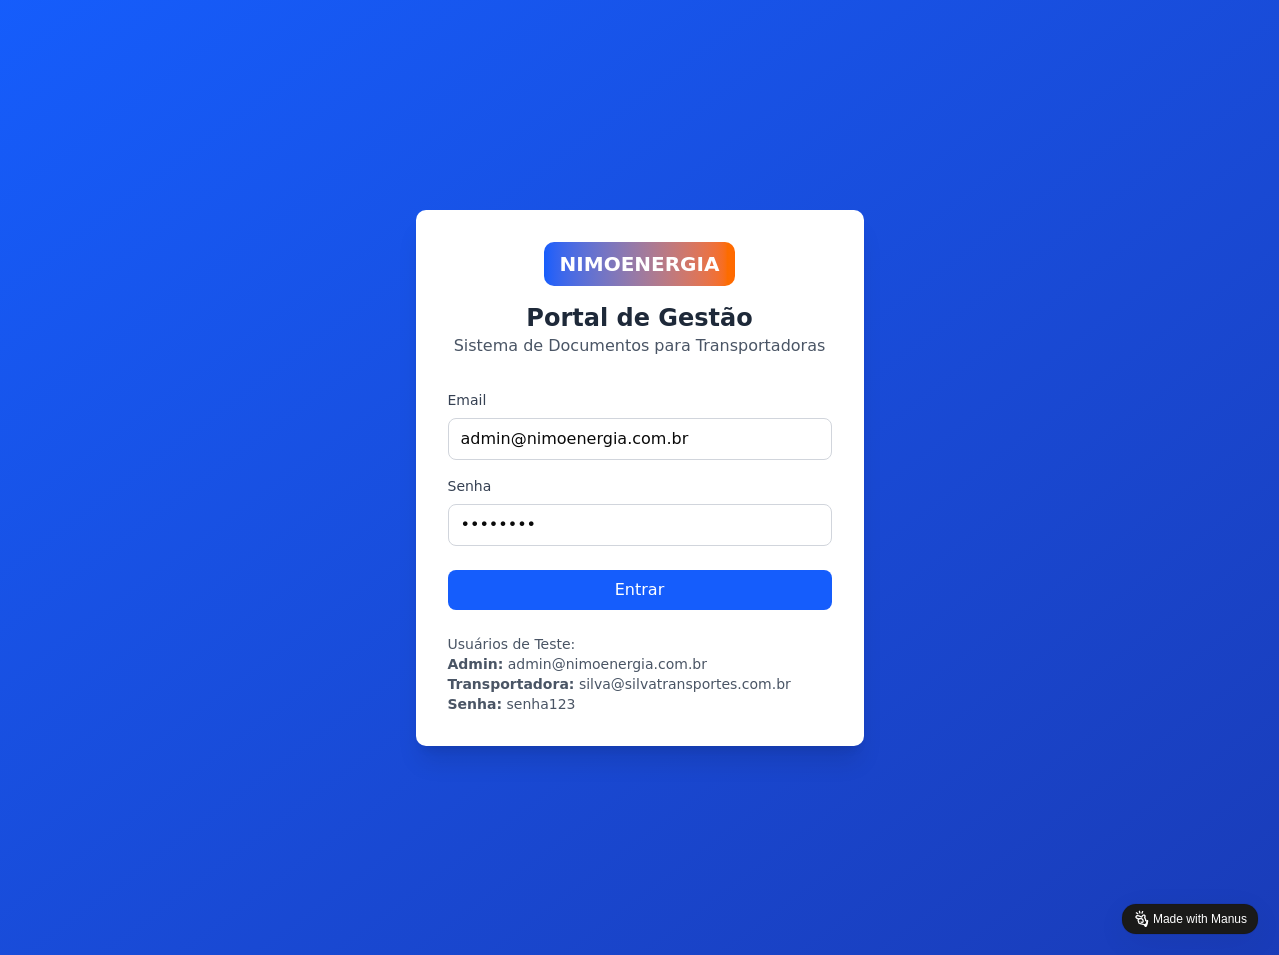 NIMOENERGIA
Portal de Gestão
Sistema de Documentos para Transportadoras
Email
admin@nimoenergia.com.br
Senha
••••••••
Entrar
Usuários de Teste:
Admin: admin@nimoenergia.com.br
Transportadora: silva@silvatransportes.com.br
Senha: senha123
Made with Manus